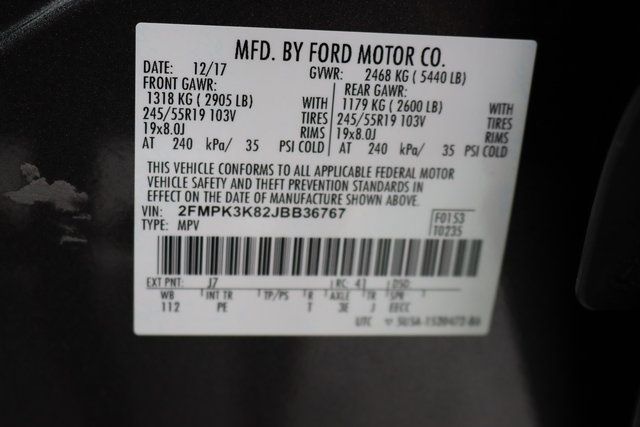 MFD. BY FORD MOTOR CO.
DATE: 12/17 GVWR: 2468 KG ( 5440 LB)
FRONT GAWR: REAR GAWR:
1318 KG ( 2905 LB) WITH 1179 KG ( 2600 LB) WITH
245/55R19 103V TIRES 245/55R19 103V TIRES
19x8.0J RIMS 19x8.0J RIMS
AT 240 kPa/ 35 PSI COLD AT 240 kPa/ 35 PSI COLD
THIS VEHICLE CONFORMS TO ALL APPLICABLE FEDERAL MOTOR
VEHICLE SAFETY AND THEFT PREVENTION STANDARDS IN
EFFECT ON THE DATE OF MANUFACTURE SHOWN ABOVE.
VIN: 2FMPK3K82JBB36767 F0153
TYPE: MPV T0235
EXT PNT: J7 RC: 41 DSO:
WB INT TR TP/PS R AXLE TR SPR
112 PE T 3E J EECC
UTC